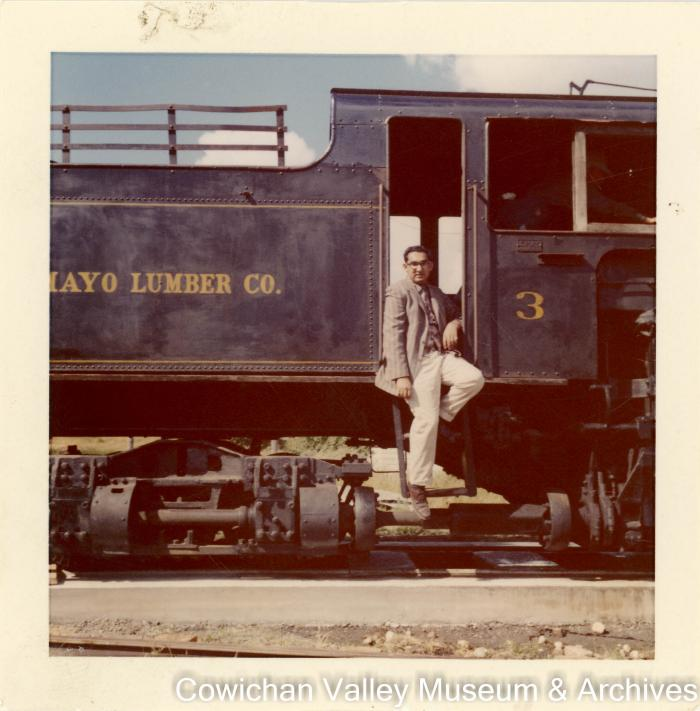 MAYO LUMBER CO.
3
Cowichan Valley Museum & Archives